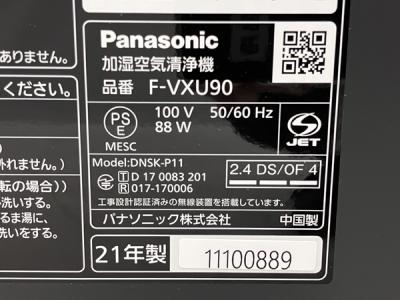 ありません。
ください。
外れません)
転の場合))
洗いする。
るま湯に、
洗いをする。
Panasonic
加湿空気清浄機
品番 F-VXU90
PS
E
MESC
100 V 50/60 Hz
88 W
JET
Model:DNSK-P11
T D 17 0083 201
R 017-170006
2.4 DS/OF 4
工事設計認証済みの無線装置を搭載しています。
パナソニック株式会社 中国製
21年製 11100889